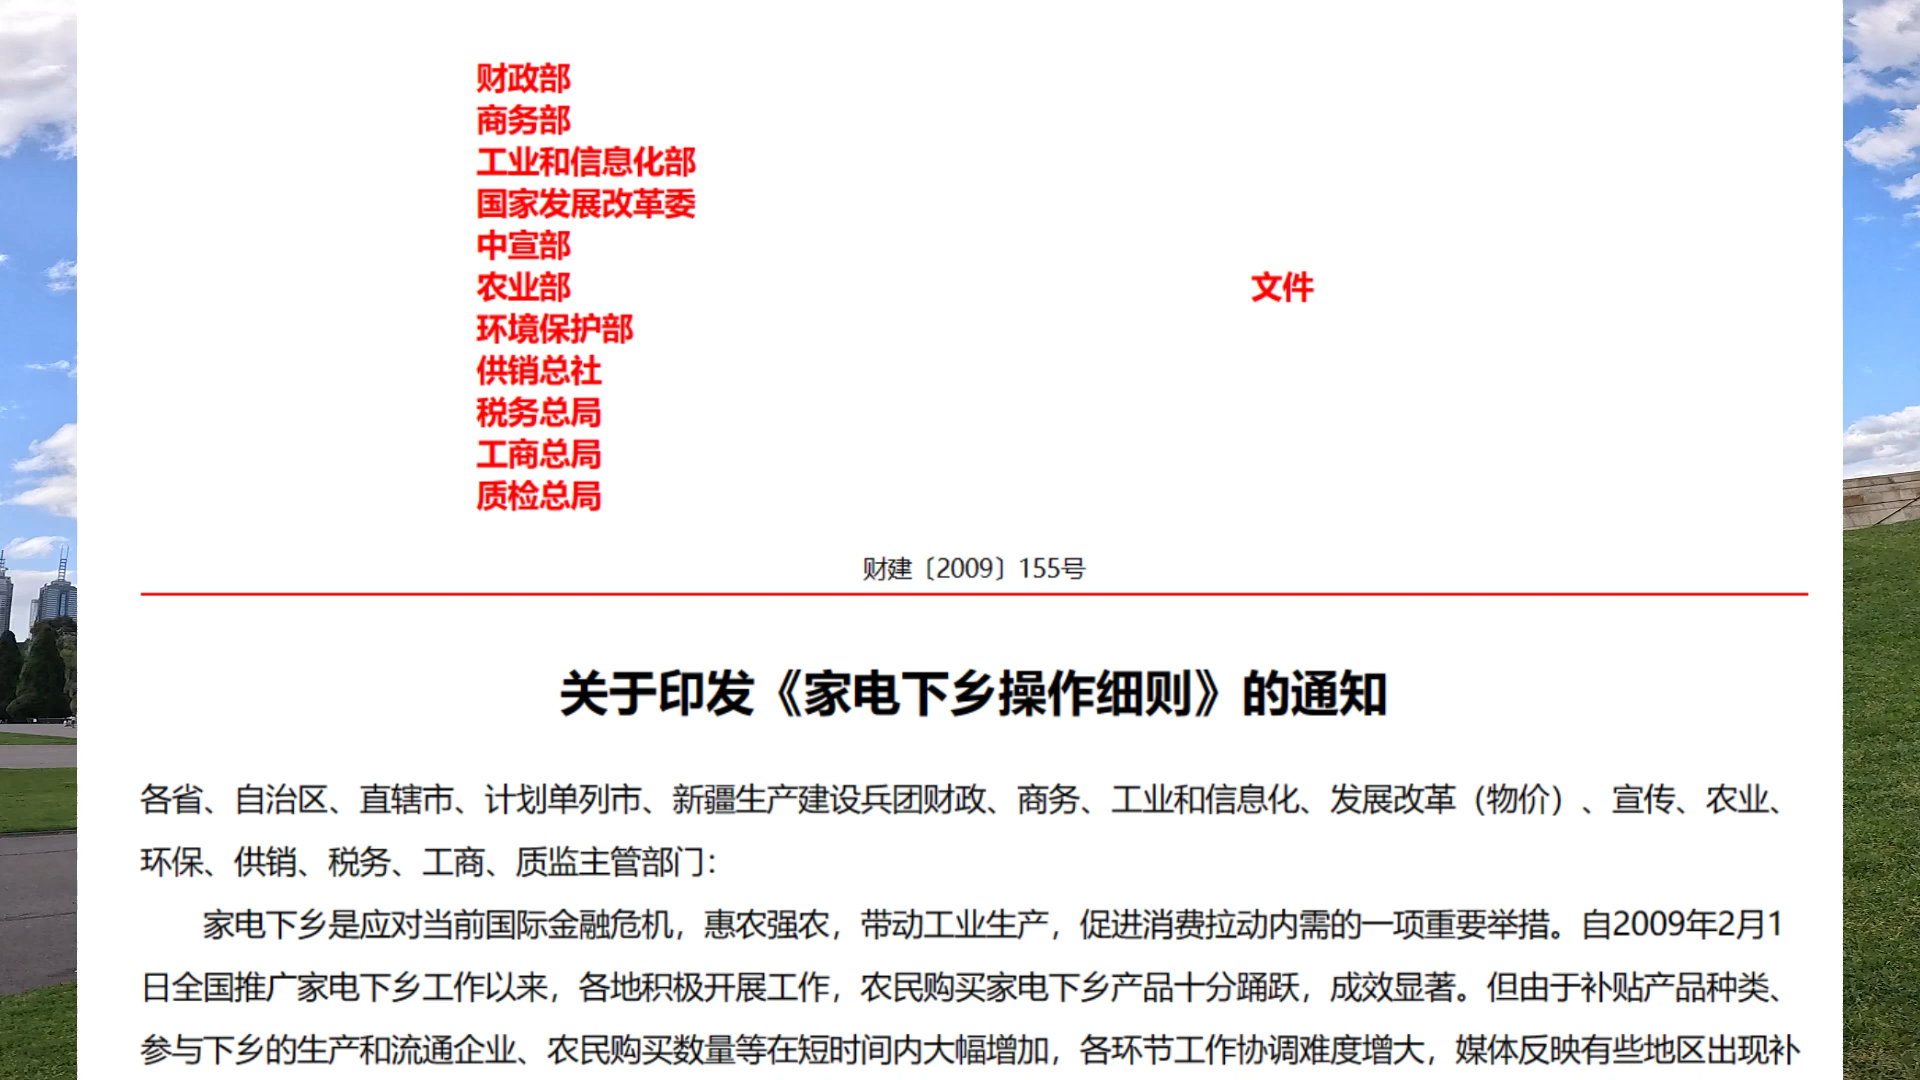 财政部
商务部
工业和信息化部
国家发展改革委
中宣部
农业部
文件
环境保护部
供销总社
税务总局
工商总局
质检总局
财建〔2009〕155号
关于印发《家电下乡操作细则》的通知
各省、自治区、直辖市、计划单列市、新疆生产建设兵团财政、商务、工业和信息化、发展改革（物价）、宣传、农业、
环保、供销、税务、工商、质监主管部门：
家电下乡是应对当前国际金融危机，惠农强农，带动工业生产，促进消费拉动内需的一项重要举措。自2009年2月1
日全国推广家电下乡工作以来，各地积极开展工作，农民购买家电下乡产品十分踊跃，成效显著。但由于补贴产品种类、
参与下乡的生产和流通企业、农民购买数量等在短时间内大幅增加，各环节工作协调难度增大，媒体反映有些地区出现补